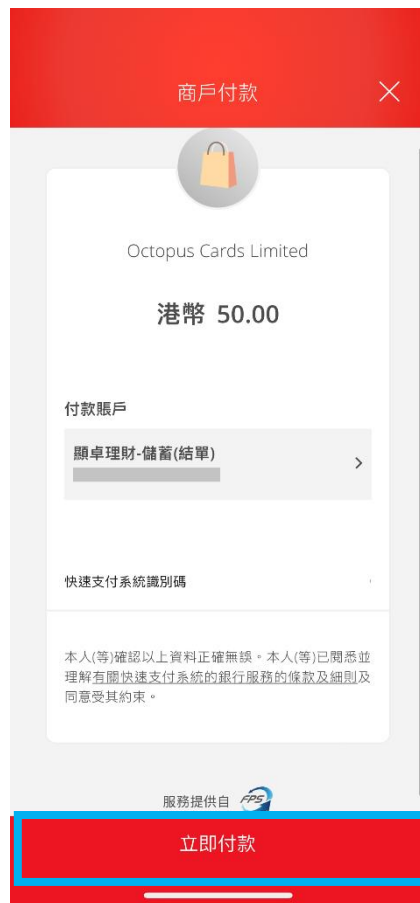 商戶付款
Octopus Cards Limited
港幣 50.00
付款賬戶
顯卓理財-儲蓄(結單)
快速支付系統識別碼
本人(等)確認以上資料正確無誤。本人(等)已閱悉並
理解有關快速支付系統的銀行服務的條款及細則及
同意受其約束。
服務提供自 FPS
立即付款